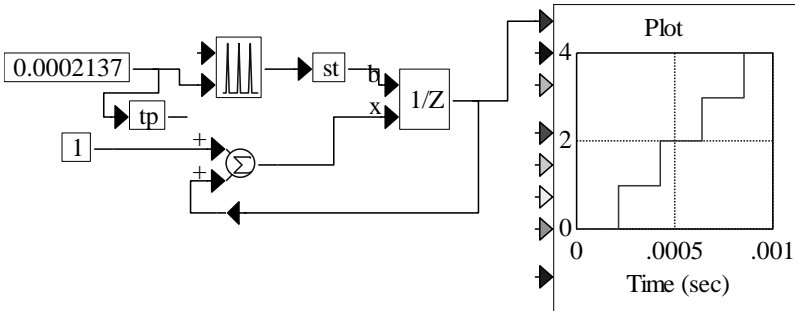 0.0002137
tp
1
st
b
x
1/Z
+
+
Σ
Plot
4
2
0
0 .0005 .001
Time (sec)